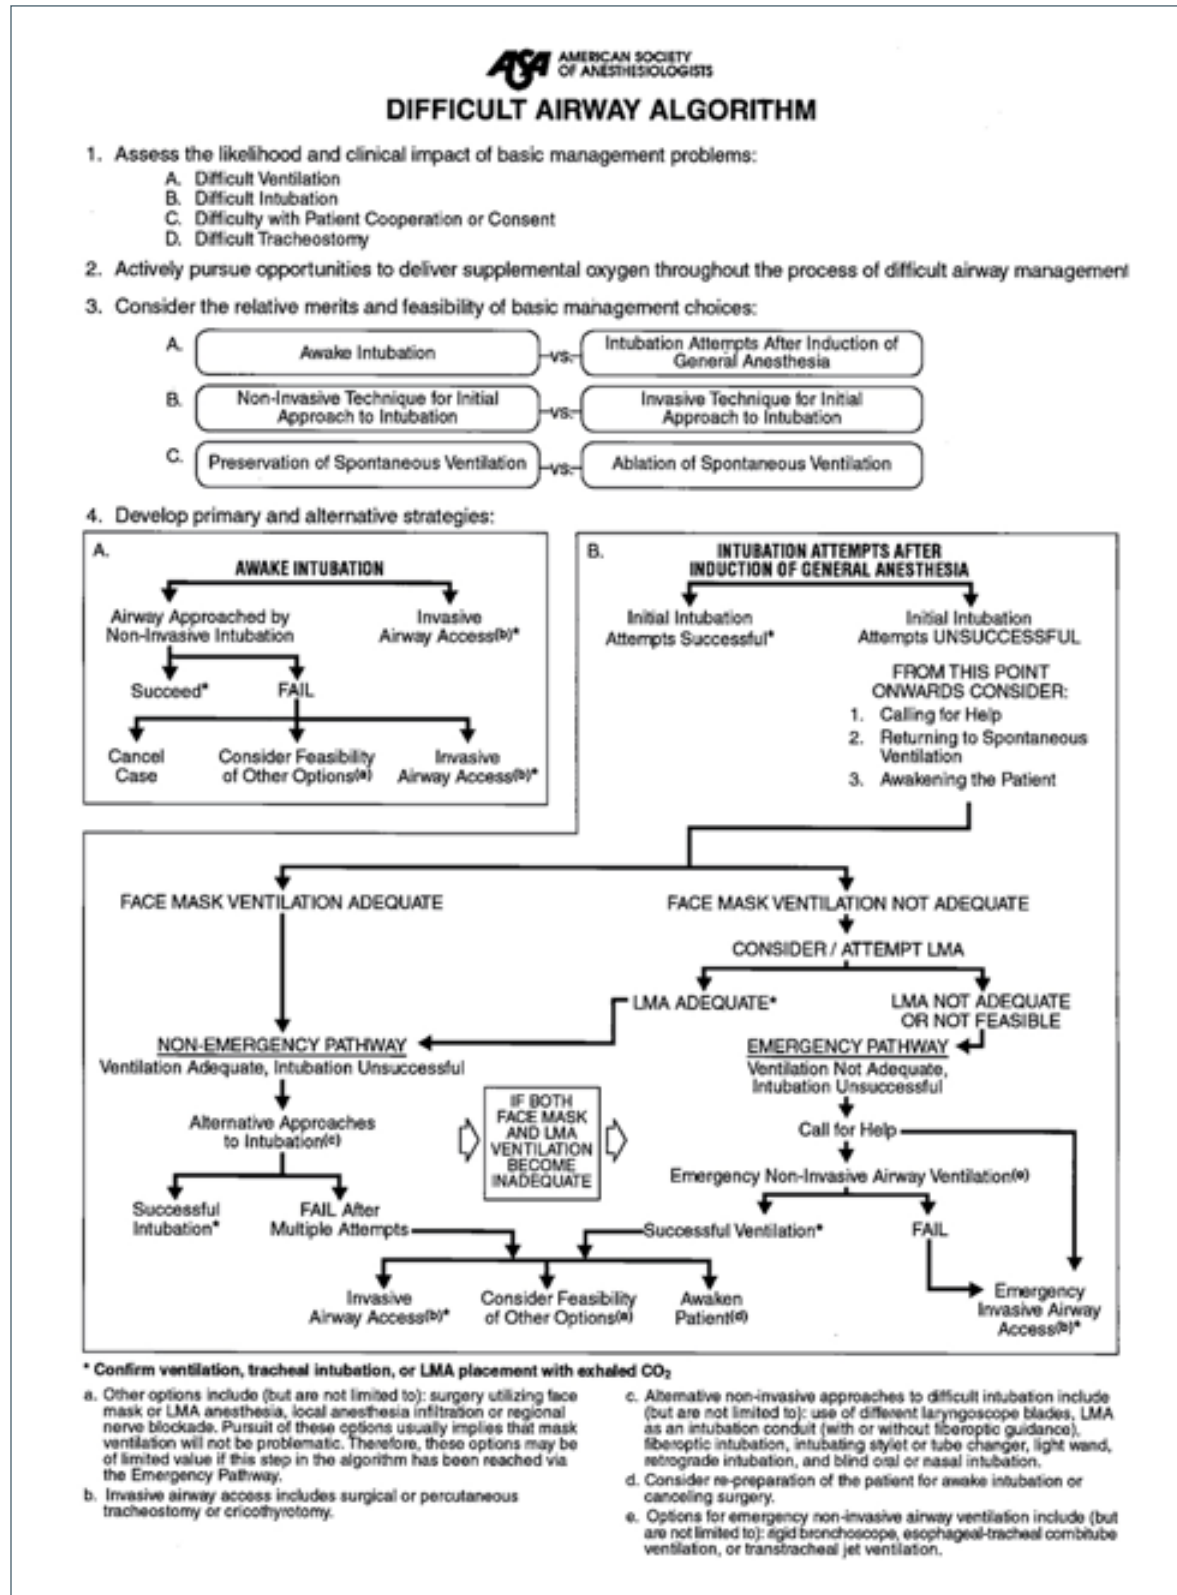 ASA AMERICAN SOCIETY
OF ANESTHESIOLOGISTS
DIFFICULT AIRWAY ALGORITHM
1. Assess the likelihood and clinical impact of basic management problems:
A. Difficult Ventilation
B. Difficult Intubation
C. Difficulty with Patient Cooperation or Consent
D. Difficult Tracheostomy
2. Actively pursue opportunities to deliver supplemental oxygen throughout the process of difficult airway management
3. Consider the relative merits and feasibility of basic management choices:
A. Awake Intubation -vs.- Intubation Attempts After Induction of
General Anesthesia
B. Non-Invasive Technique for Initial
Approach to Intubation
-vs.-
Invasive Technique for Initial
Approach to Intubation
C. Preservation of Spontaneous Ventilation -vs.- Ablation of Spontaneous Ventilation
4. Develop primary and alternative strategies:
A.
AWAKE INTUBATION
Airway Approached by
Non-Invasive Intubation
Invasive
Airway Access(b)*
Succeed*
FAIL
Cancel
Case
Consider Feasibility
of Other Options(a)
Invasive
Airway Access(b)*
B.
INTUBATION ATTEMPTS AFTER
INDUCTION OF GENERAL ANESTHESIA
Initial Intubation
Attempts Successful*
Initial Intubation
Attempts UNSUCCESSFUL
FROM THIS POINT
ONWARDS CONSIDER:
1. Calling for Help
2. Returning to Spontaneous
Ventilation
3. Awakening the Patient
FACE MASK VENTILATION ADEQUATE
FACE MASK VENTILATION NOT ADEQUATE
CONSIDER / ATTEMPT LMA
LMA ADEQUATE*
LMA NOT ADEQUATE
OR NOT FEASIBLE
NON-EMERGENCY PATHWAY
Ventilation Adequate, Intubation Unsuccessful
EMERGENCY PATHWAY
Ventilation Not Adequate,
Intubation Unsuccessful
Alternative Approaches
to Intubation(c)
IF BOTH
FACE MASK
AND LMA
VENTILATION
BECOME
INADEQUATE
Call for Help
Emergency Non-Invasive Airway Ventilation(e)
Successful
Intubation*
FAIL After
Multiple Attempts
Successful Ventilation*
FAIL
Invasive
Airway Access(b)*
Consider Feasibility
of Other Options(a)
Awaken
Patient(d)
Emergency
Invasive Airway
Access(b)*
* Confirm ventilation, tracheal intubation, or LMA placement with exhaled CO2
a. Other options include (but are not limited to): surgery utilizing face
mask or LMA anesthesia, local anesthesia infiltration or regional
nerve blockade. Pursuit of these options usually implies that mask
ventilation will not be problematic. Therefore, these options may be
of limited value if this step in the algorithm has been reached via
the Emergency Pathway.
b. Invasive airway access includes surgical or percutaneous
tracheostomy or cricothyrotomy.
c. Alternative non-invasive approaches to difficult intubation include
(but are not limited to): use of different laryngoscope blades, LMA
as an intubation conduit (with or without fiberoptic guidance),
fiberoptic intubation, intubating stylet or tube changer, light wand,
retrograde intubation, and blind oral or nasal intubation.
d. Consider re-preparation of the patient for awake intubation or
canceling surgery.
e. Options for emergency non-invasive airway ventilation include (but
are not limited to): rigid bronchoscope, esophageal-tracheal combitube
ventilation, or transtracheal jet ventilation.